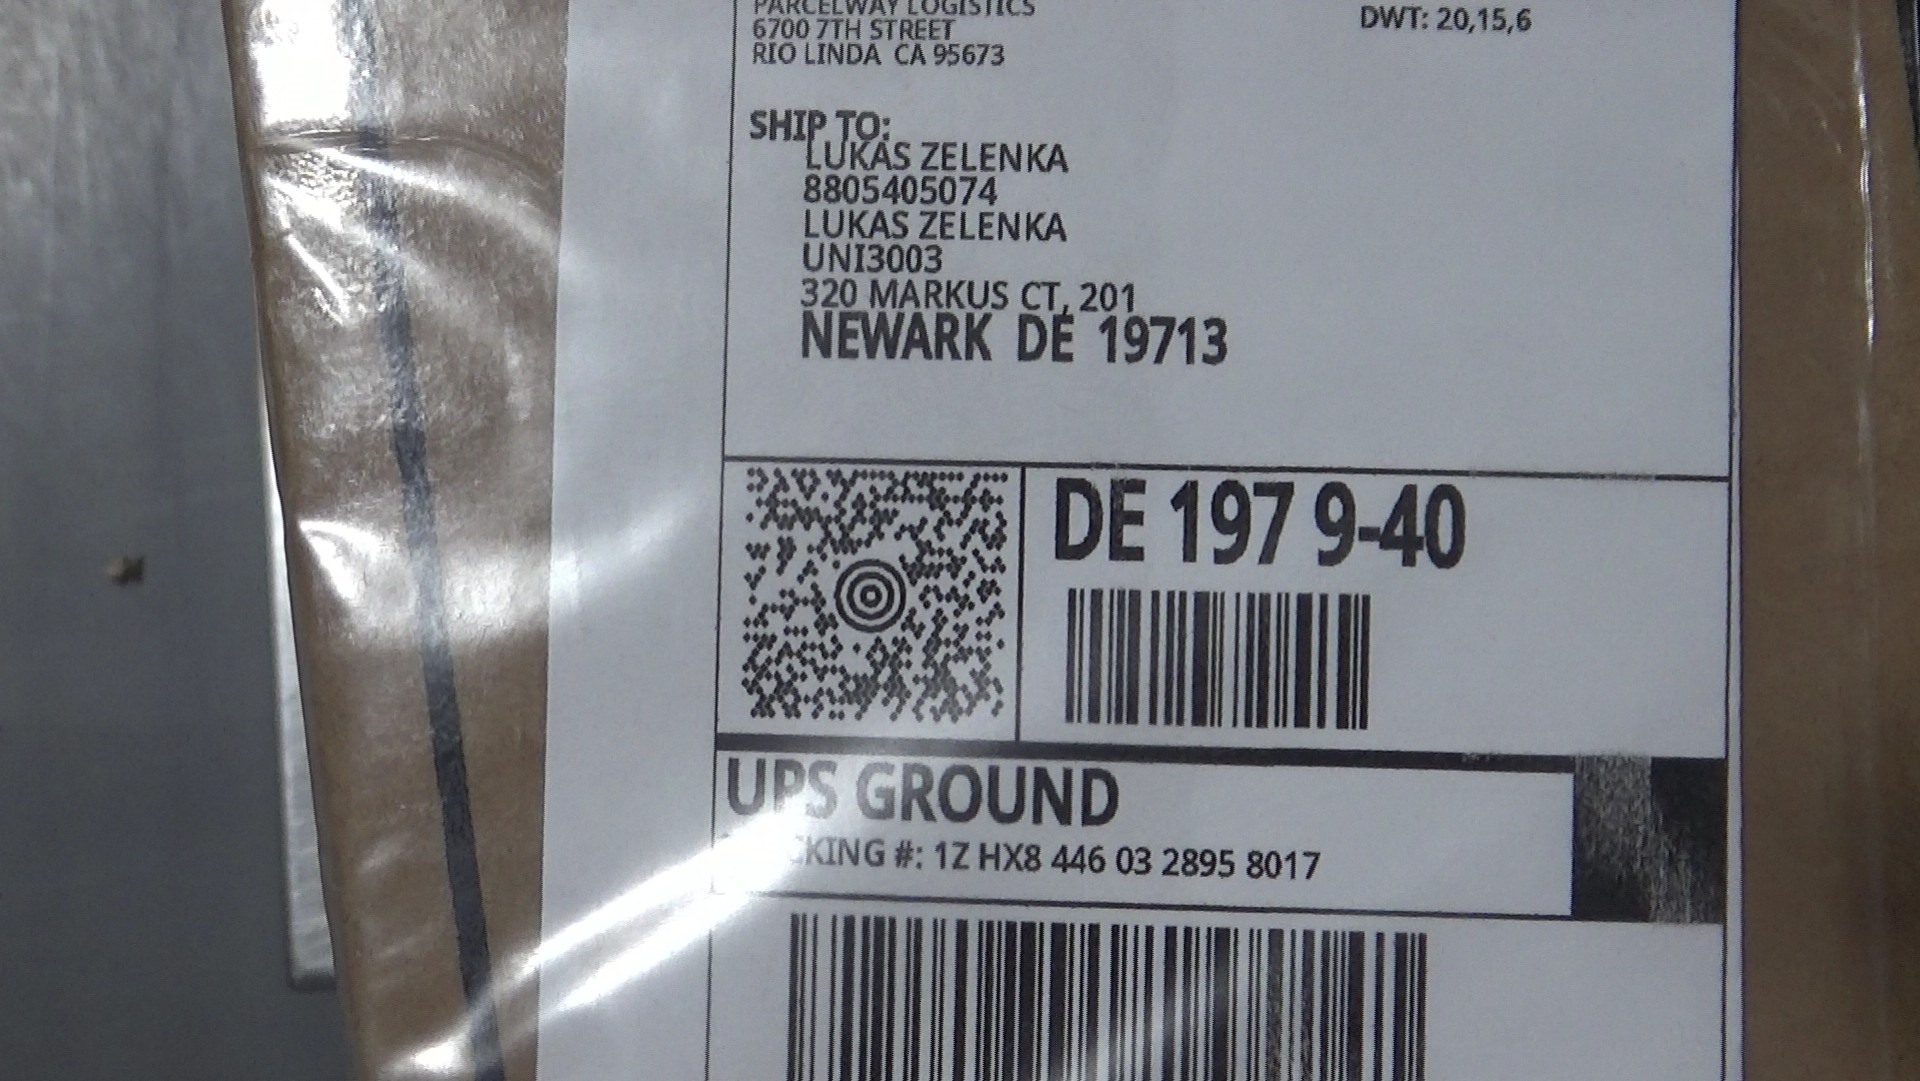 PARCELWAY LOGISTICS
6700 7TH STREET
RIO LINDA CA 95673
DWT: 20,15,6
SHIP TO:
LUKAS ZELENKA
8805405074
LUKAS ZELENKA
UNI3003
320 MARKUS CT, 201
NEWARK DE 19713
DE 197 9-40
UPS GROUND
CKING #: 1Z HX8 446 03 2895 8017